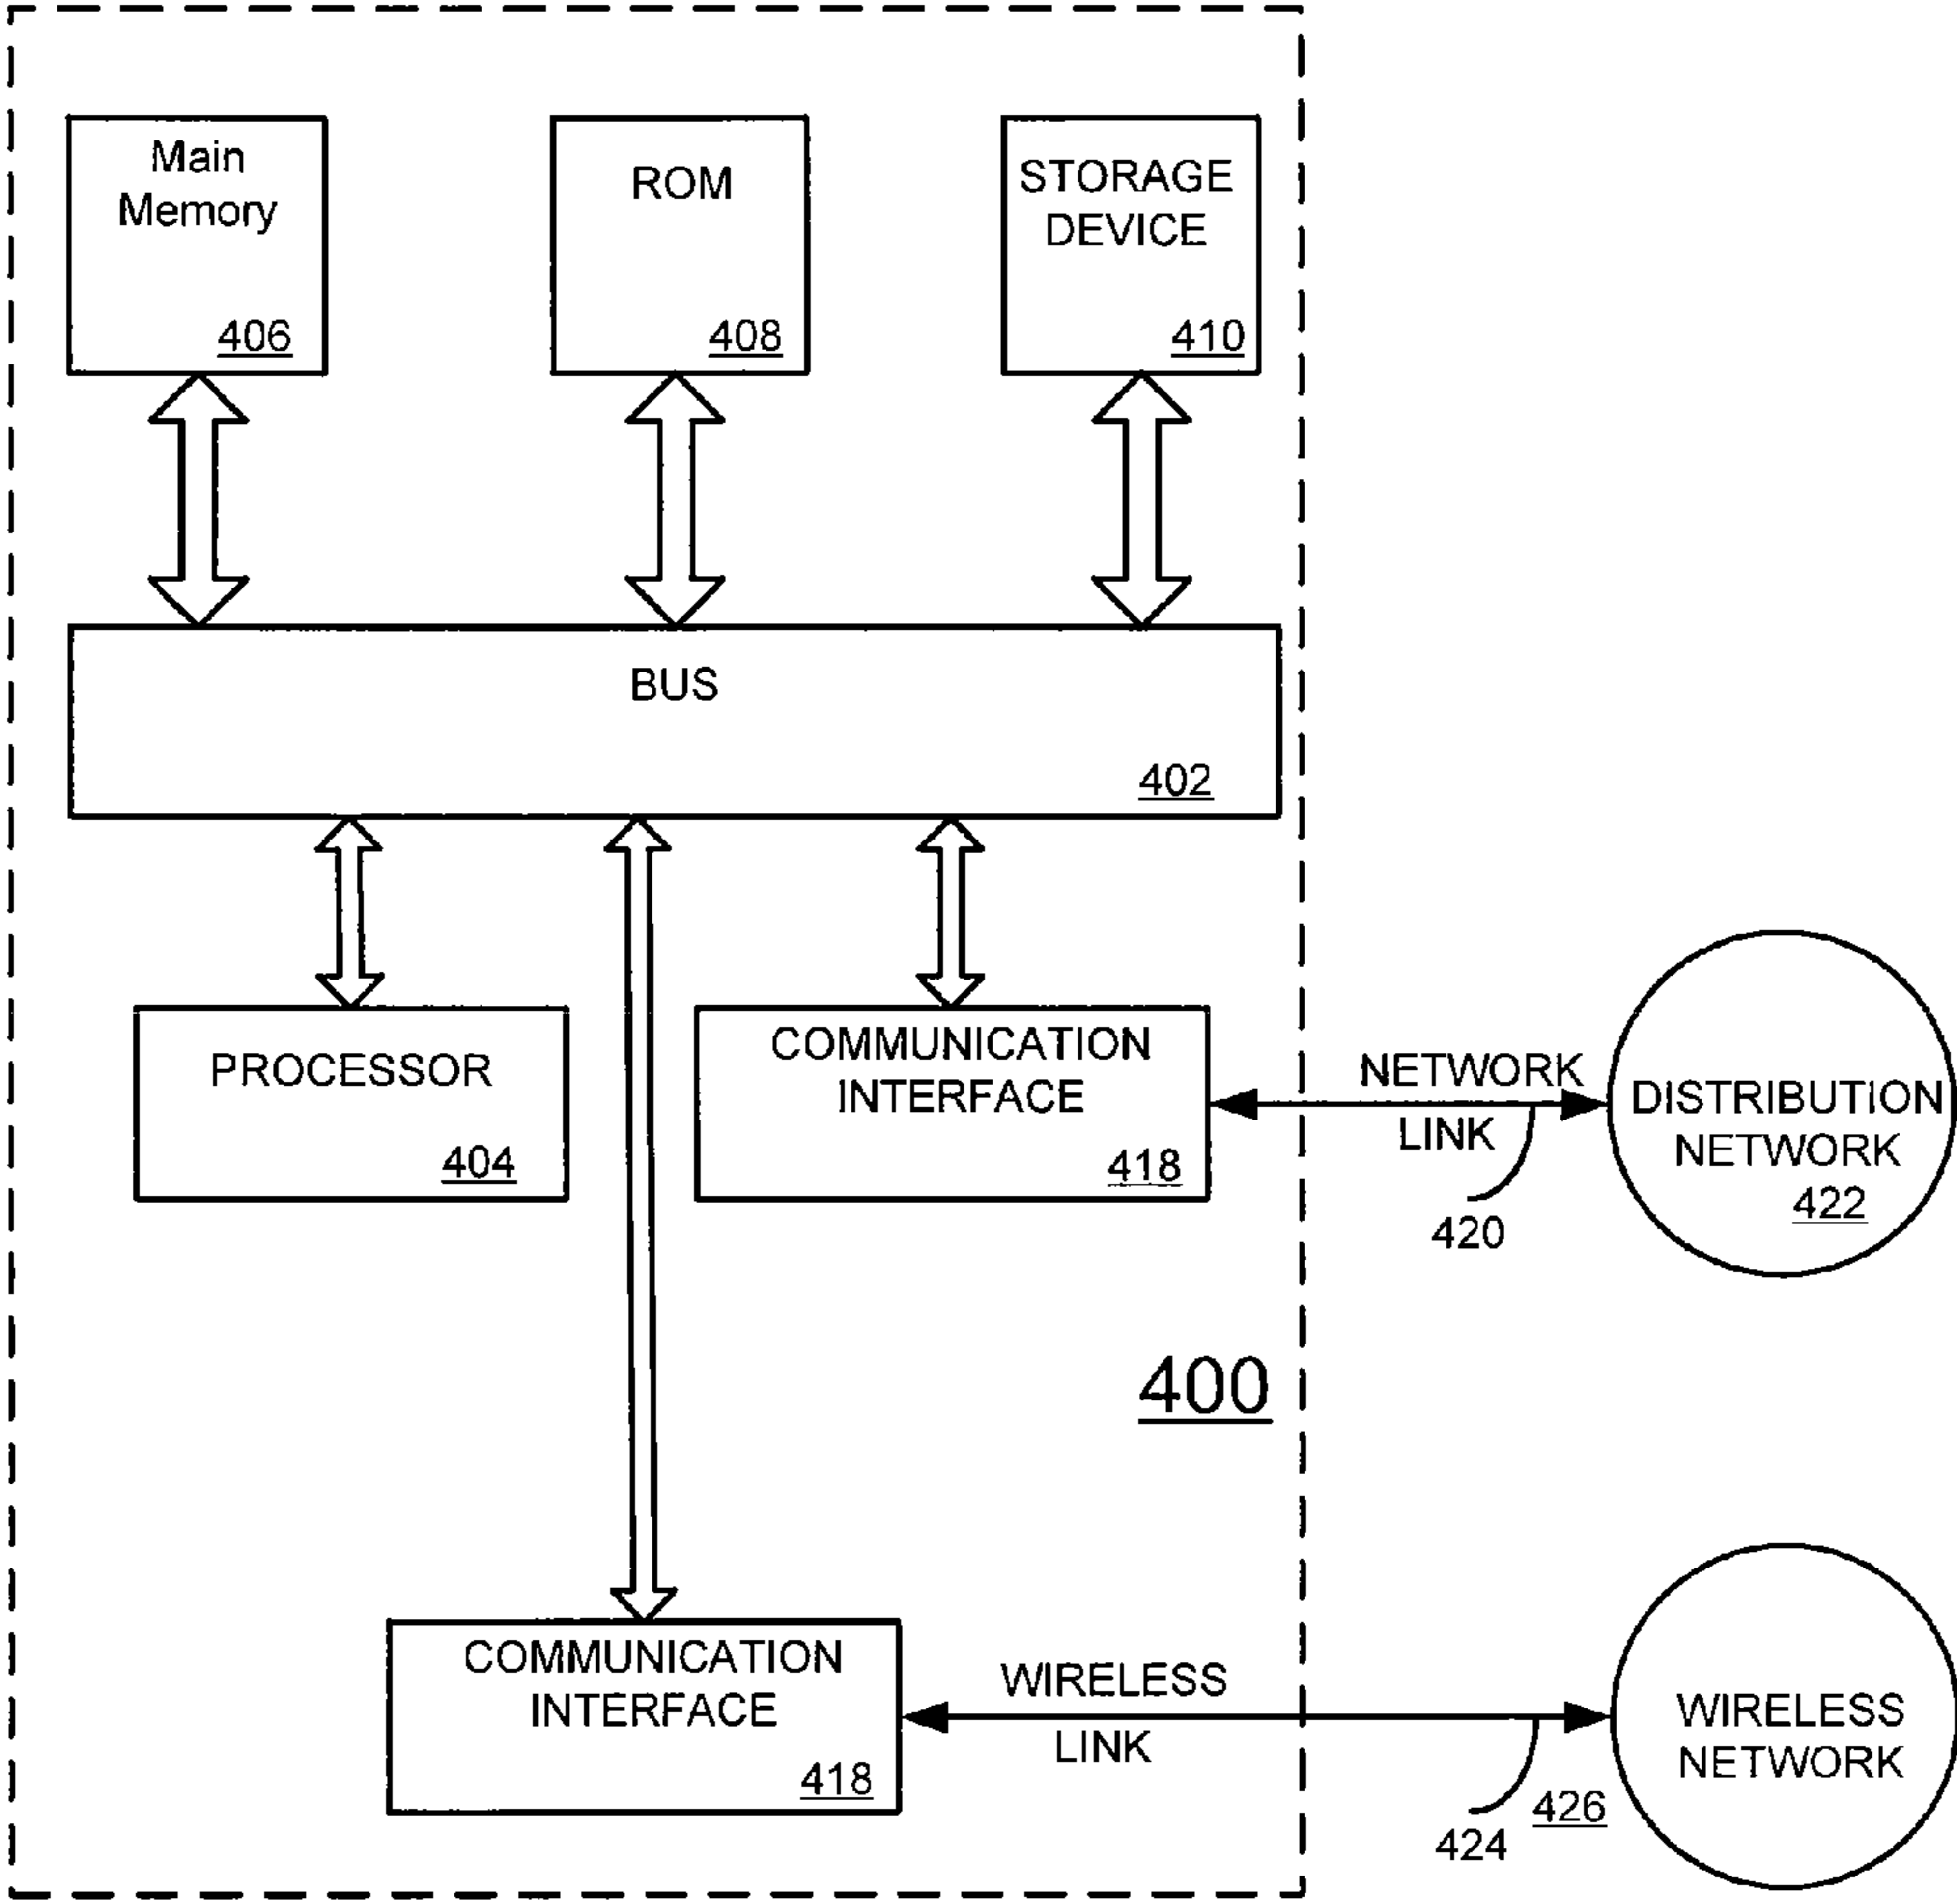 Main
Memory
406
ROM
408
STORAGE
DEVICE
410
BUS
402
PROCESSOR
404
COMMUNICATION
INTERFACE
418
NETWORK
LINK
420
DISTRIBUTION
NETWORK
422
400
COMMUNICATION
INTERFACE
418
WIRELESS
LINK
424
426
WIRELESS
NETWORK